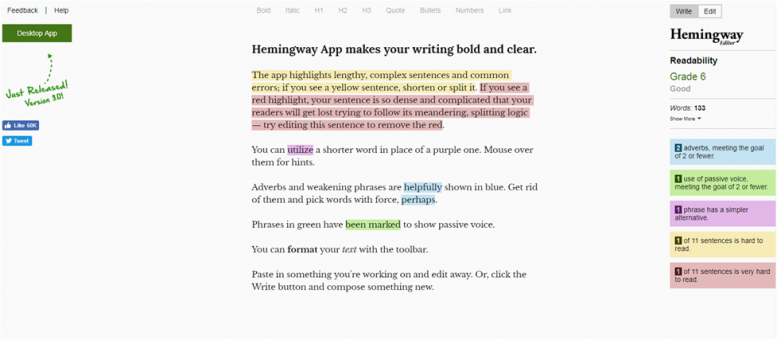 Feedback | Help
Bold Italic H1 H2 H3 Quote Bullets Numbers Link
Write Edit
Desktop App
Just Released!
Version 3.0!
Like 60K
Tweet
Hemingway App makes your writing bold and clear.
The app highlights lengthy, complex sentences and common
errors; if you see a yellow sentence, shorten or split it. If you see a
red highlight, your sentence is so dense and complicated that your
readers will get lost trying to follow its meandering, splitting logic
— try editing this sentence to remove the red.
You can utilize a shorter word in place of a purple one. Mouse over
them for hints.
Adverbs and weakening phrases are helpfully shown in blue. Get rid
of them and pick words with force, perhaps.
Phrases in green have been marked to show passive voice.
You can format your text with the toolbar.
Paste in something you're working on and edit away. Or, click the
Write button and compose something new.
Hemingway
Editor
Readability
Grade 6
Good
Words: 133
Show More
2 adverbs, meeting the goal
of 2 or fewer.
1 use of passive voice,
meeting the goal of 2 or fewer.
1 phrase has a simpler
alternative.
1 of 11 sentences is hard to
read.
1 of 11 sentences is very hard
to read.